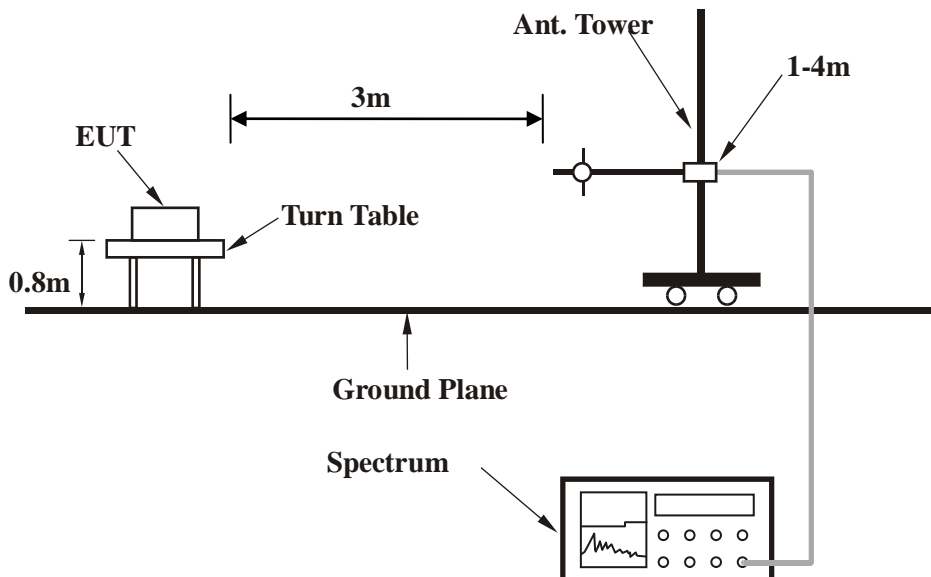 Ant. Tower
1-4m
3m
EUT
Turn Table
0.8m
Ground Plane
Spectrum